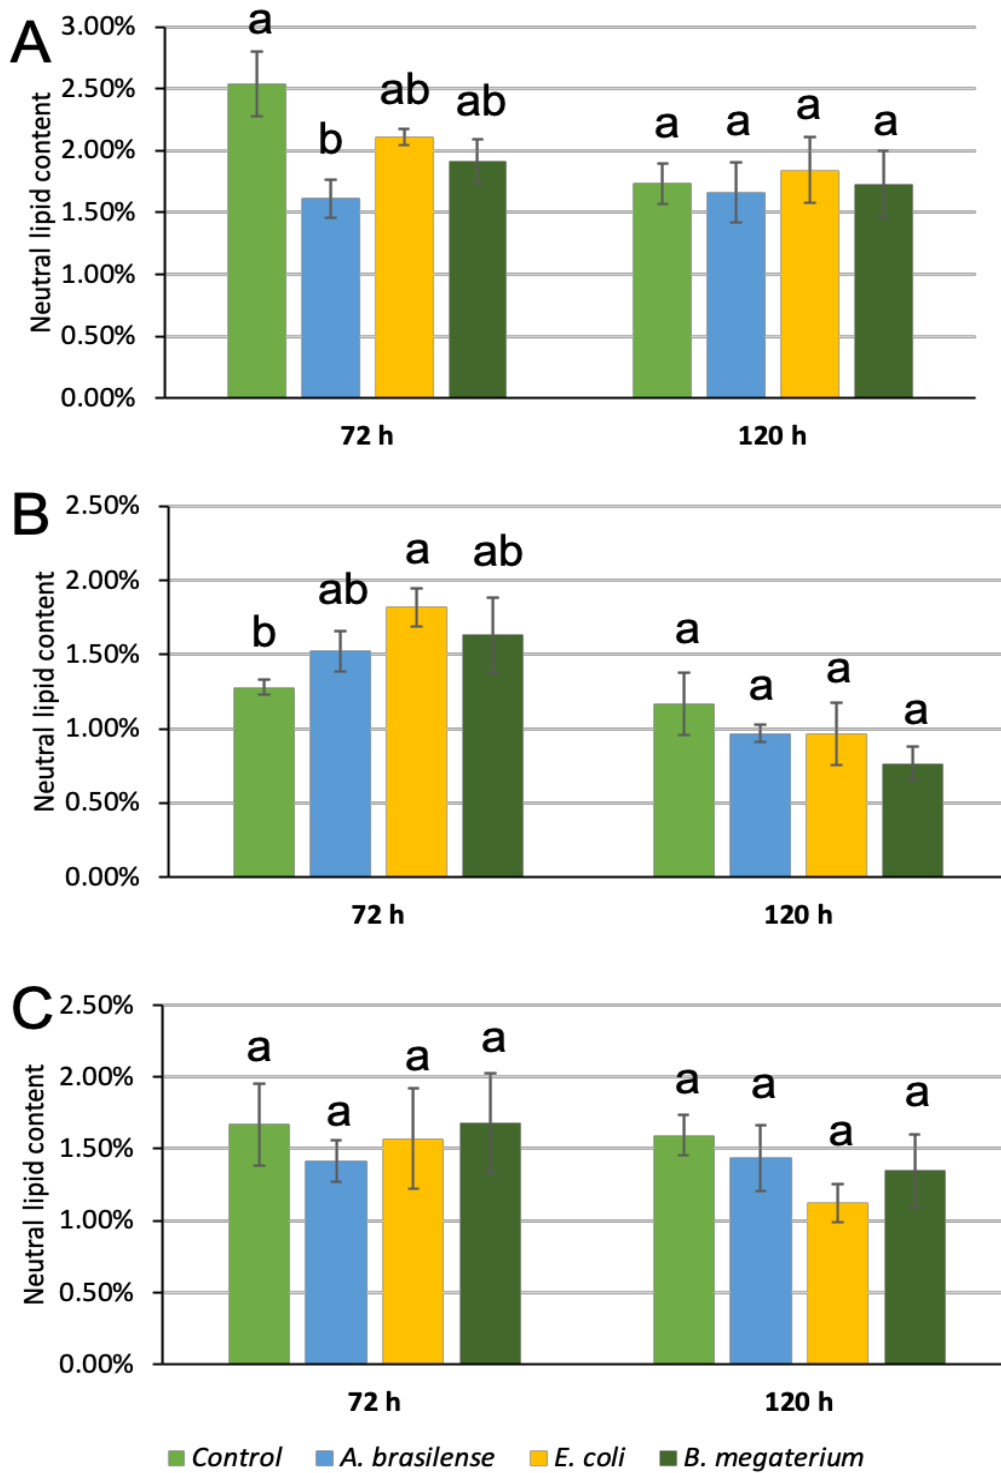 A
Neutral lipid content
3.00%
2.50%
2.00%
1.50%
1.00%
0.50%
0.00%
a b ab ab a a a a
72 h 120 h
B
Neutral lipid content
2.50%
2.00%
1.50%
1.00%
0.50%
0.00%
b ab a ab a a a a
72 h 120 h
C
Neutral lipid content
2.50%
2.00%
1.50%
1.00%
0.50%
0.00%
a a a a a a a a
72 h 120 h
Control A. brasilense E. coli B. megaterium